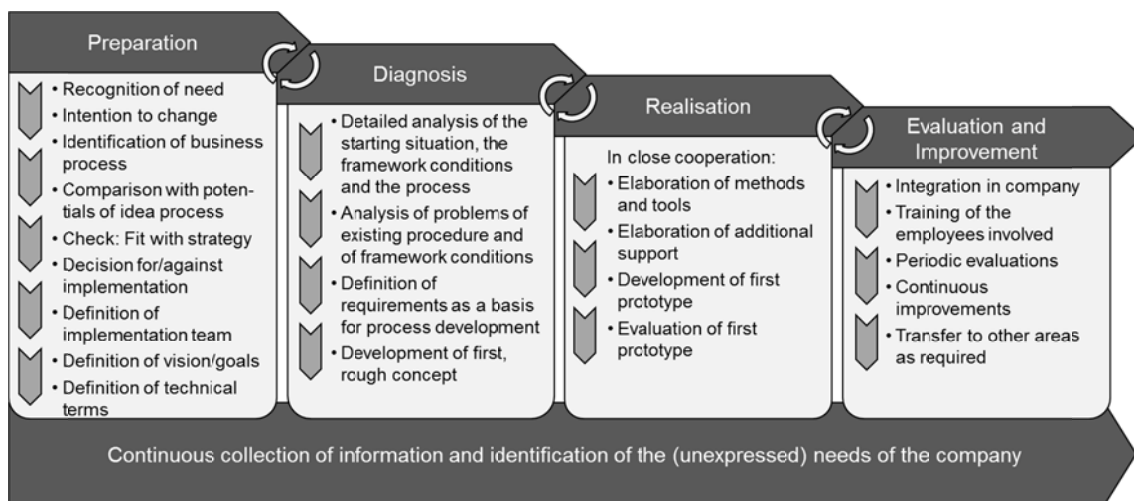 Preparation
• Recognition of need
• Intention to change
• Identification of business
process
• Comparison with poten-
tials of idea process
• Check: Fit with strategy
• Decision for/against
implementation
• Definition of
implementation team
• Definition of vision/goals
• Definition of technical
terms
Diagnosis
• Detailed analysis of the
starting situation, the
framework conditions
and the process
• Analysis of problems of
existing procedure and
of framework conditions
• Definition of
requirements as a basis
for process development
• Development of first,
rough concept
Realisation
In close cooperation:
• Elaboration of methods
and tools
• Elaboration of additional
support
• Development of first
prototype
• Evaluation of first
prototype
Evaluation and
Improvement
• Integration in company
• Training of the
employees involved
• Periodic evaluations
• Continuous
improvements
• Transfer to other areas
as required
Continuous collection of information and identification of the (unexpressed) needs of the company